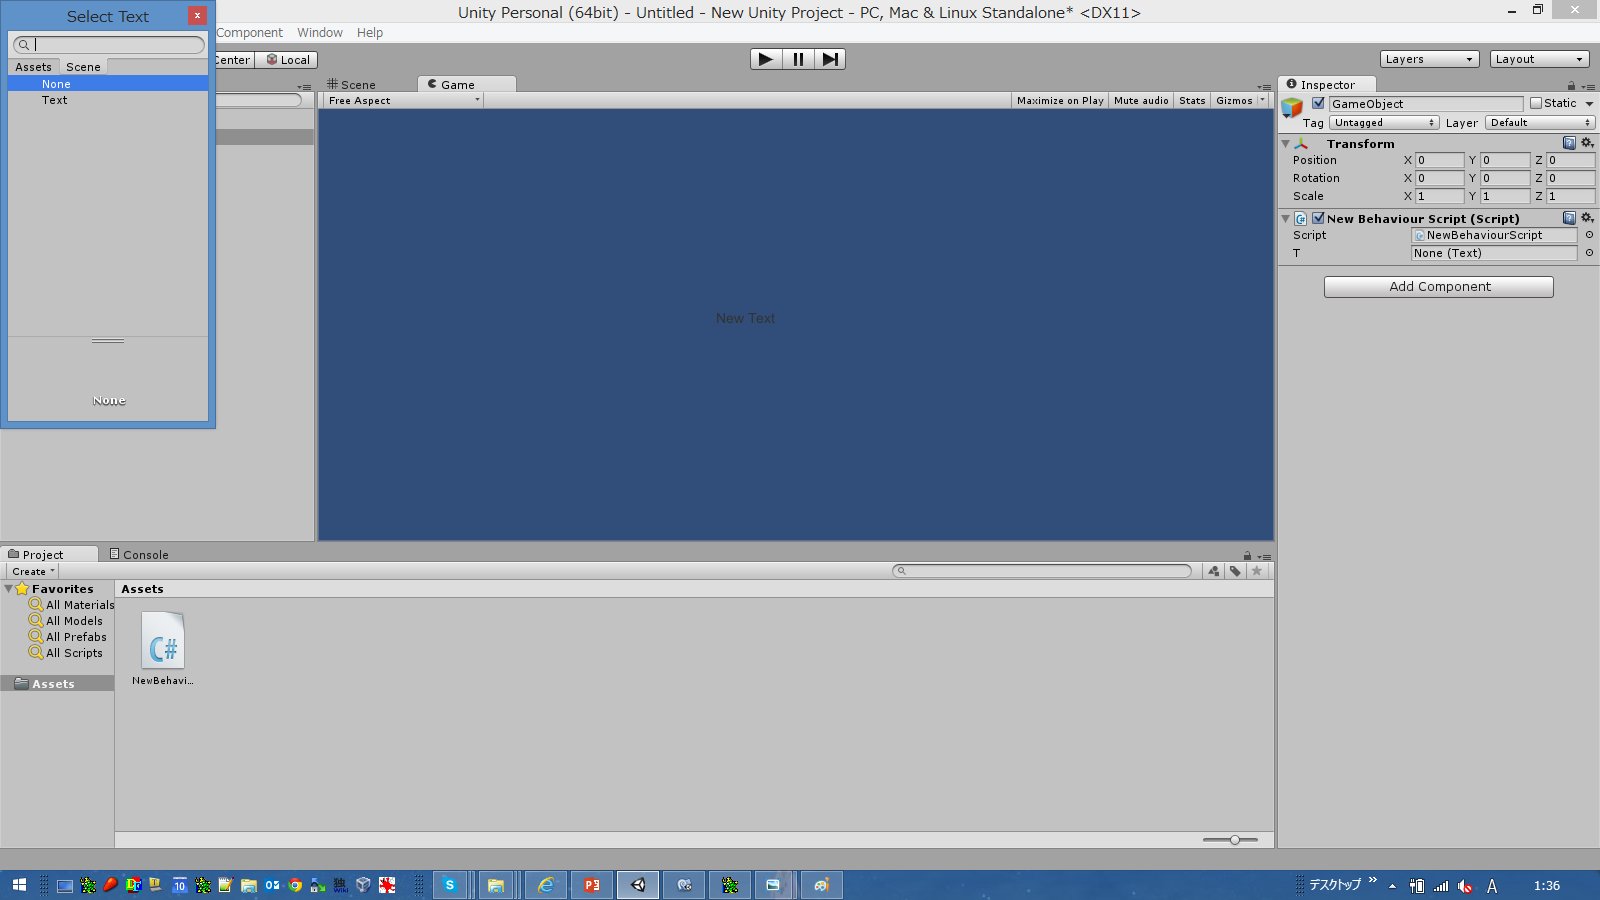 Select Text
x
Unity Personal (64bit) - Untitled - New Unity Project - PC, Mac & Linux Standalone* <DX11>
Component Window Help
Center Local
Layers Layout
Assets Scene
None
Text
None
Scene Game
Free Aspect
Maximize on Play Mute audio Stats Gizmos
New Text
Inspector
GameObject Static
Tag Untagged Layer Default
Transform
Position X 0 Y 0 Z 0
Rotation X 0 Y 0 Z 0
Scale X 1 Y 1 Z 1
New Behaviour Script (Script)
Script NewBehaviourScript
T None (Text)
Add Component
Project Console
Create
Favorites
All Materials
All Models
All Prefabs
All Scripts
Assets
Assets
C#
NewBehavi...
デスクトップ
A
1:36